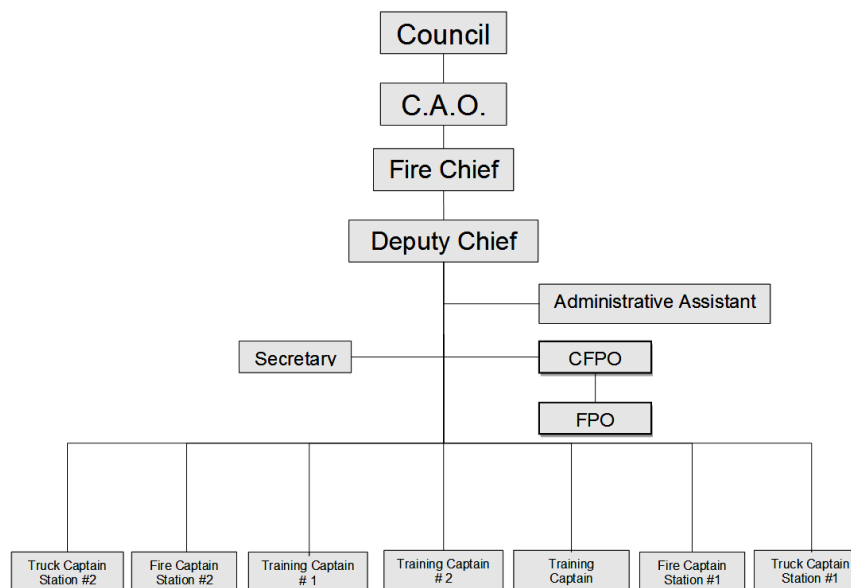 Council
C.A.O.
Fire Chief
Deputy Chief
Administrative Assistant
Secretary
CFPO
FPO
Truck Captain
Station #2
Fire Captain
Station #2
Training Captain
# 1
Training Captain
# 2
Training
Captain
Fire Captain
Station #1
Truck Captain
Station #1